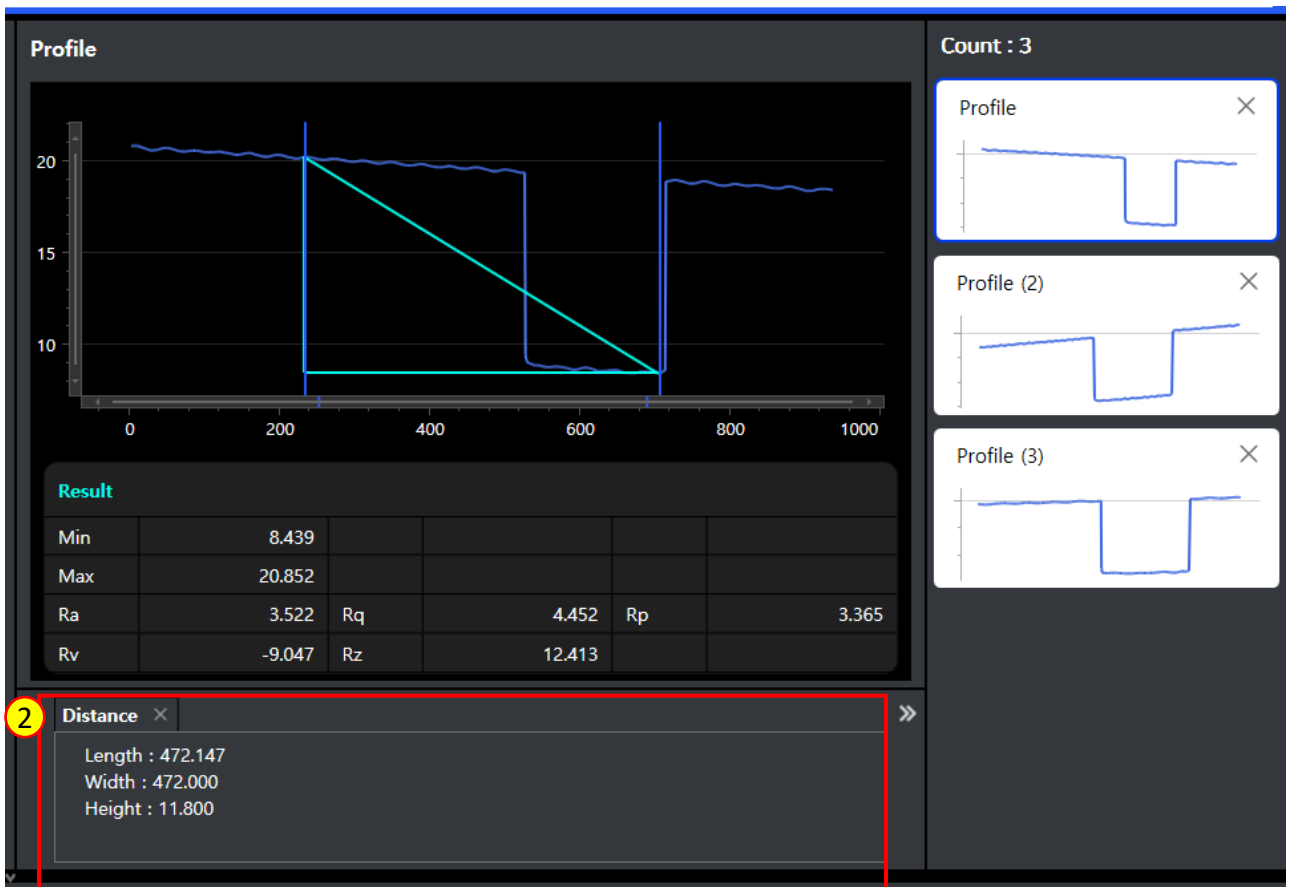 Profile
20
15
10
0 200 400 600 800 1000
Result
Min 8.439
Max 20.852
Ra 3.522 Rq 4.452 Rp 3.365
Rv -9.047 Rz 12.413
2
Distance
Length : 472.147
Width : 472.000
Height : 11.800
Count : 3
Profile
Profile (2)
Profile (3)